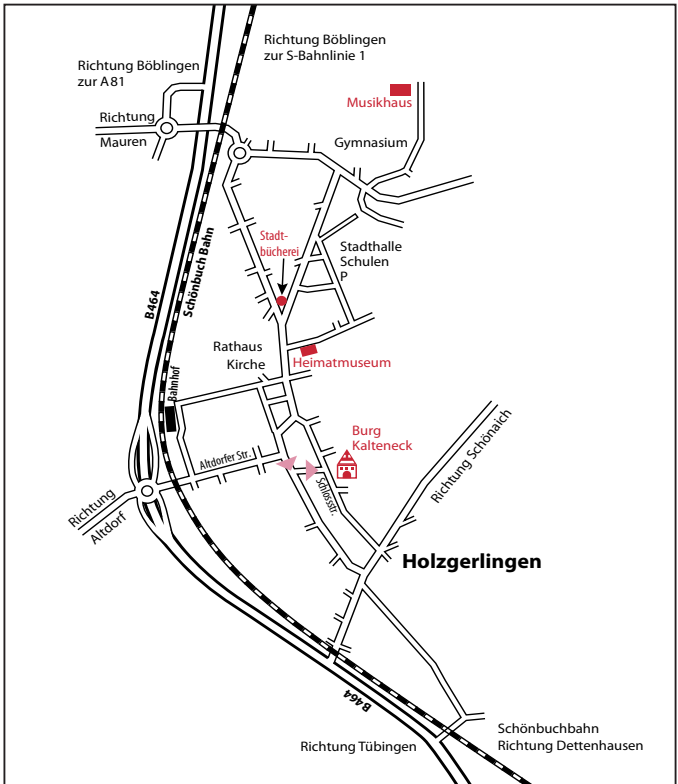 Richtung Böblingen
zur S-Bahnlinie 1
Richtung Böblingen
zur A 81
Musikhaus
Richtung
Mauren
Gymnasium
Stadt-
bücherei
Stadthalle
Schulen
P
Schönbuch Bahn
B464
Rathaus
Kirche
Heimatmuseum
Bahnhof
Burg
Kalteneck
Richtung Schönaich
Altdorfer Str.
Schlossstr.
Richtung
Altdorf
Holzgerlingen
B464
Schönbuchbahn
Richtung Dettenhausen
Richtung Tübingen